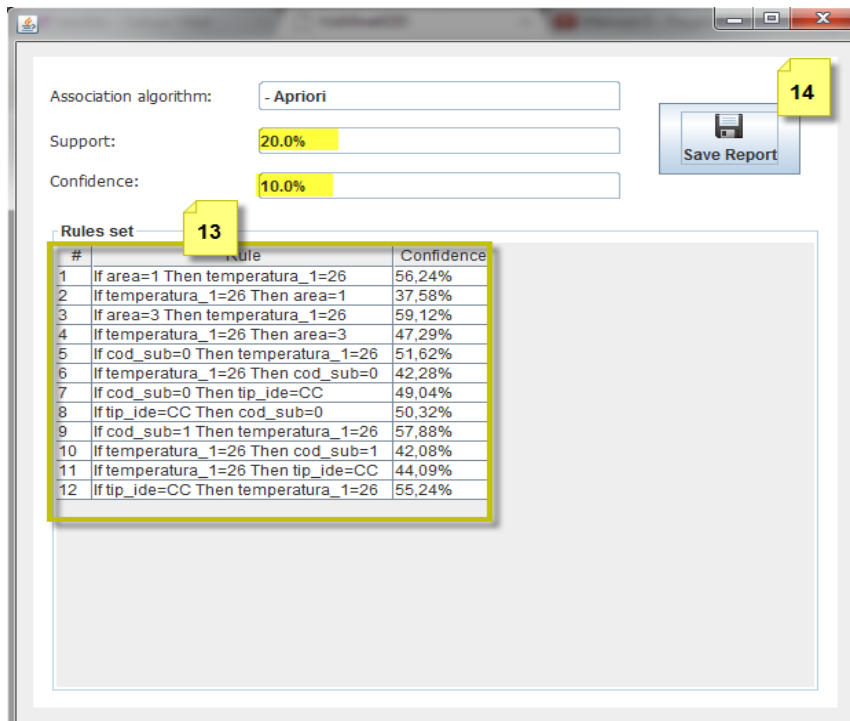 Association algorithm: - Apriori
14
Support: 20.0%
Save Report
Confidence: 10.0%
Rules set
13
# Rule Confidence
1 If area=1 Then temperatura_1=26 56,24%
2 If temperatura_1=26 Then area=1 37,58%
3 If area=3 Then temperatura_1=26 59,12%
4 If temperatura_1=26 Then area=3 47,29%
5 If cod_sub=0 Then temperatura_1=26 51,62%
6 If temperatura_1=26 Then cod_sub=0 42,28%
7 If cod_sub=0 Then tip_ide=CC 49,04%
8 If tip_ide=CC Then cod_sub=0 50,32%
9 If cod_sub=1 Then temperatura_1=26 57,88%
10 If temperatura_1=26 Then cod_sub=1 42,08%
11 If temperatura_1=26 Then tip_ide=CC 44,09%
12 If tip_ide=CC Then temperatura_1=26 55,24%